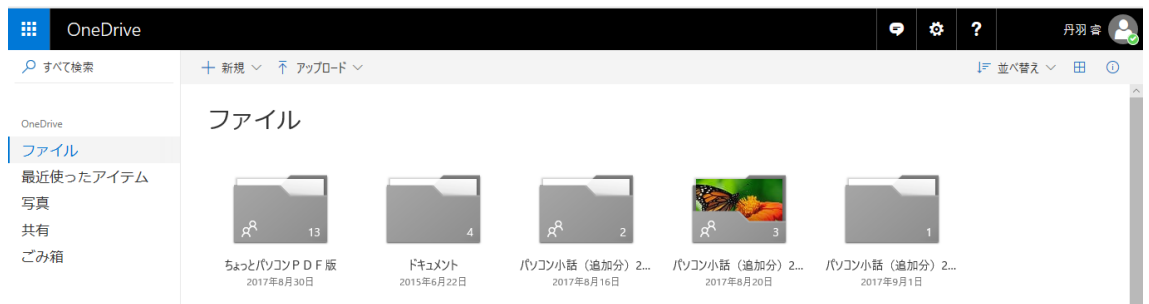 OneDrive ? 丹羽 睿
すべて検索 + 新規 アップロード 並べ替え
OneDrive
ファイル
ファイル
最近使ったアイテム
写真
共有
ごみ箱
13 4 2 3 1
ちょっとパソコンPDF版 ドキュメント パソコン小話（追加分）2... パソコン小話（追加分）2... パソコン小話（追加分）2...
2017年8月30日 2015年6月22日 2017年8月16日 2017年8月20日 2017年9月1日